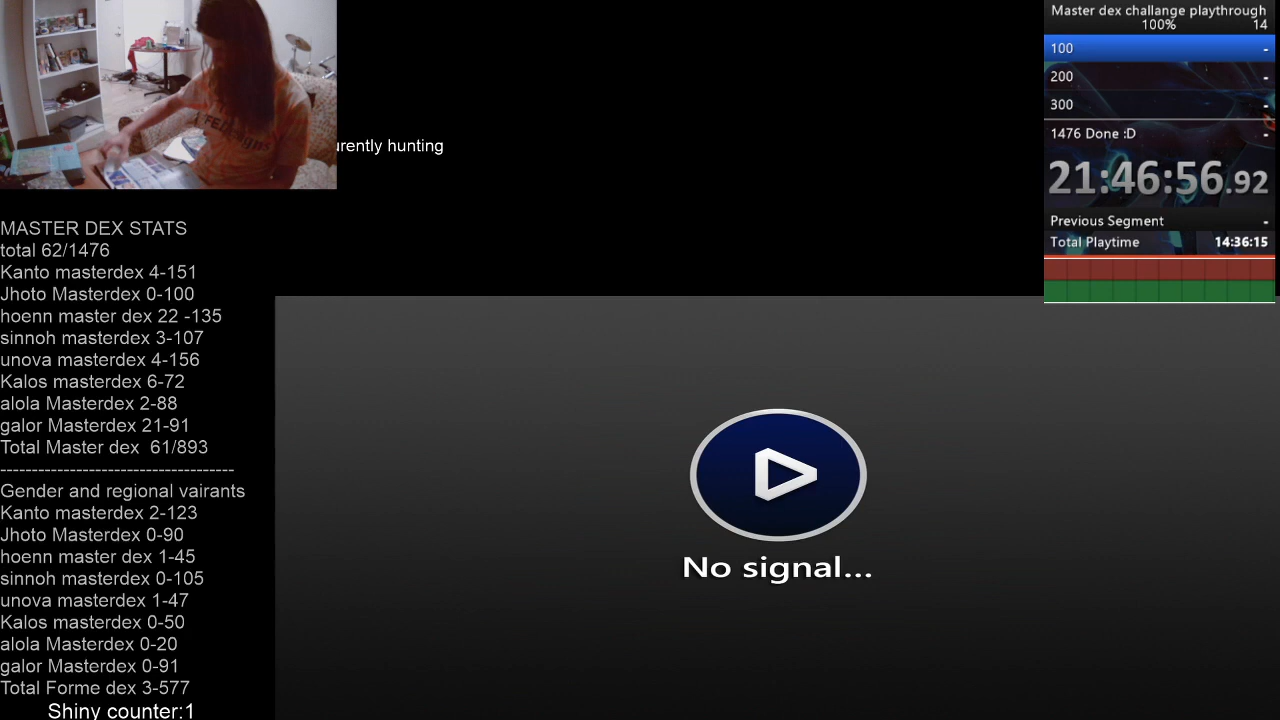 urently hunting
MASTER DEX STATS
total 62/1476
Kanto masterdex 4-151
Jhoto Masterdex 0-100
hoenn master dex 22 -135
sinnoh masterdex 3-107
unova masterdex 4-156
Kalos masterdex 6-72
alola Masterdex 2-88
galor Masterdex 21-91
Total Master dex  61/893
-------------------------------------
Gender and regional vairants
Kanto masterdex 2-123
Jhoto Masterdex 0-90
hoenn master dex 1-45
sinnoh masterdex 0-105
unova masterdex 1-47
Kalos masterdex 0-50
alola Masterdex 0-20
galor Masterdex 0-91
Total Forme dex 3-577
Shiny counter:1
No signal...
Master dex challange playthrough
100% 14
100 -
200 -
300 -
1476 Done :D -
21:46:56.92
Previous Segment -
Total Playtime 14:36:15